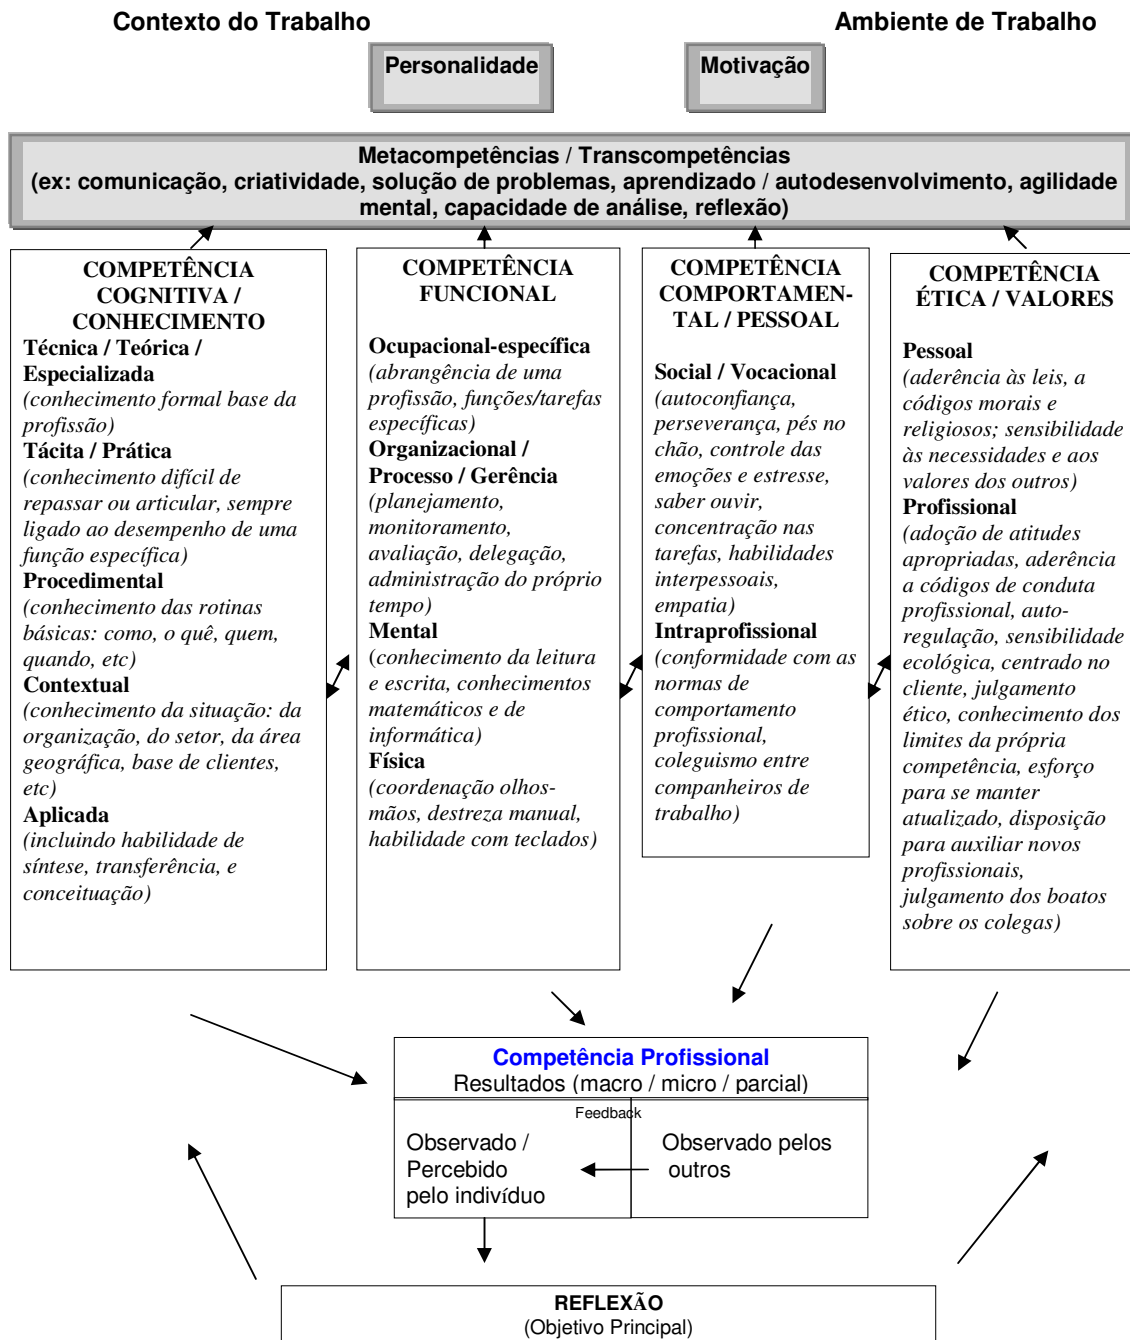 Contexto do Trabalho
Ambiente de Trabalho
Personalidade
Motivação
Metacompetências / Transcompetências
(ex: comunicação, criatividade, solução de problemas, aprendizado / autodesenvolvimento, agilidade
mental, capacidade de análise, reflexão)
COMPETÊNCIA
COGNITIVA /
CONHECIMENTO
Técnica / Teórica /
Especializada
(conhecimento formal base da
profissão)
Tácita / Prática
(conhecimento difícil de
repassar ou articular, sempre
ligado ao desempenho de uma
função específica)
Procedimental
(conhecimento das rotinas
básicas: como, o quê, quem,
quando, etc)
Contextual
(conhecimento da situação: da
organização, do setor, da área
geográfica, base de clientes,
etc)
Aplicada
(incluindo habilidade de
síntese, transferência, e
conceituação)
COMPETÊNCIA
FUNCIONAL
Ocupacional-específica
(abrangência de uma
profissão, funções/tarefas
específicas)
Organizacional /
Processo / Gerência
(planejamento,
monitoramento,
avaliação, delegação,
administração do próprio
tempo)
Mental
(conhecimento da leitura
e escrita, conhecimentos
matemáticos e de
informática)
Física
(coordenação olhos-
mãos, destreza manual,
habilidade com teclados)
COMPETÊNCIA
COMPORTAMEN-
TAL / PESSOAL
Social / Vocacional
(autoconfiança,
perseverança, pés no
chão, controle das
emoções e estresse,
saber ouvir,
concentração nas
tarefas, habilidades
interpessoais,
empatia)
Intraprofissional
(conformidade com as
normas de
comportamento
profissional,
coleguismo entre
companheiros de
trabalho)
COMPETÊNCIA
ÉTICA / VALORES
Pessoal
(aderência às leis, a
códigos morais e
religiosos; sensibilidade
às necessidades e aos
valores dos outros)
Profissional
(adoção de atitudes
apropriadas, aderência
a códigos de conduta
profissional, auto-
regulação, sensibilidade
ecológica, centrado no
cliente, julgamento
ético, conhecimento dos
limites da própria
competência, esforço
para se manter
atualizado, disposição
para auxiliar novos
profissionais,
julgamento dos boatos
sobre os colegas)
Competência Profissional
Resultados (macro / micro / parcial)
Feedback
Observado /
Percebido
pelo indivíduo
Observado pelos
outros
REFLEXÃO
(Objetivo Principal)